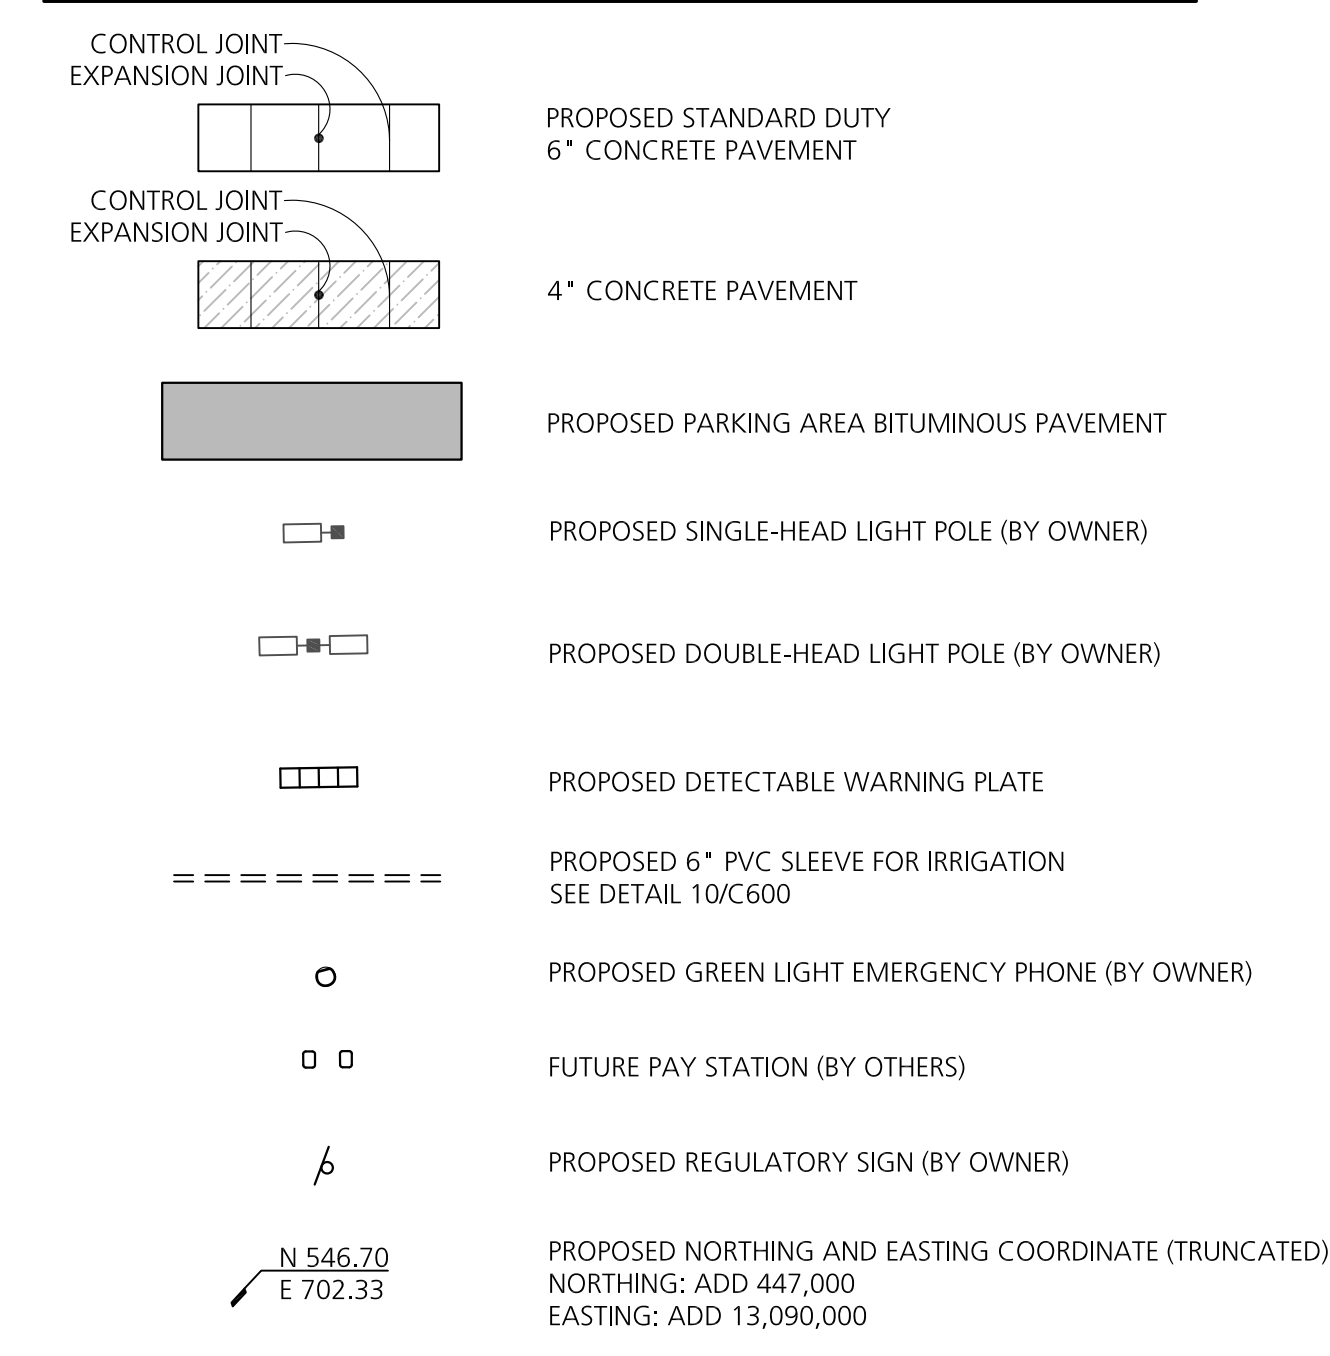 CONTROL JOINT
EXPANSION JOINT
PROPOSED STANDARD DUTY
6" CONCRETE PAVEMENT
CONTROL JOINT
EXPANSION JOINT
4" CONCRETE PAVEMENT
PROPOSED PARKING AREA BITUMINOUS PAVEMENT
PROPOSED SINGLE-HEAD LIGHT POLE (BY OWNER)
PROPOSED DOUBLE-HEAD LIGHT POLE (BY OWNER)
PROPOSED DETECTABLE WARNING PLATE
PROPOSED 6" PVC SLEEVE FOR IRRIGATION
SEE DETAIL 10/C600
PROPOSED GREEN LIGHT EMERGENCY PHONE (BY OWNER)
FUTURE PAY STATION (BY OTHERS)
PROPOSED REGULATORY SIGN (BY OWNER)
N 546.70
E 702.33
PROPOSED NORTHING AND EASTING COORDINATE (TRUNCATED)
NORTHING: ADD 447,000
EASTING: ADD 13,090,000